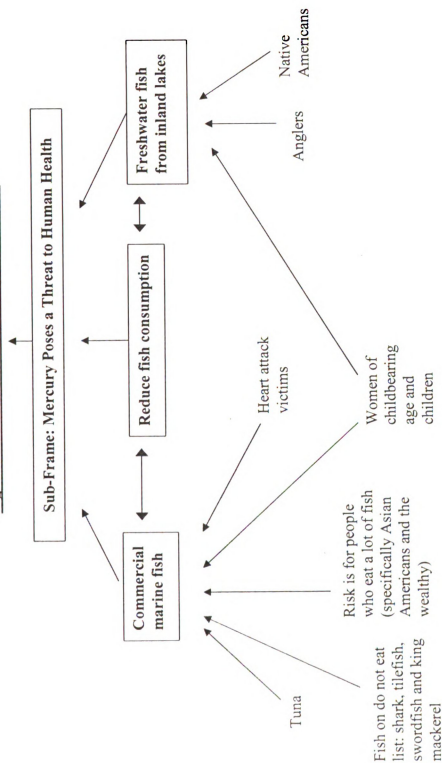 Sub-Frame: Mercury Poses a Threat to Human Health
Commercial
marine fish
Reduce fish consumption
Freshwater fish
from inland lakes
Tuna
Fish on do not eat
list: shark, tilefish,
swordfish and king
mackerel
Risk is for people
who eat a lot of fish
(specifically Asian
Americans and the
wealthy)
Heart attack
victims
Women of
childbearing
age and
children
Anglers
Native
Americans